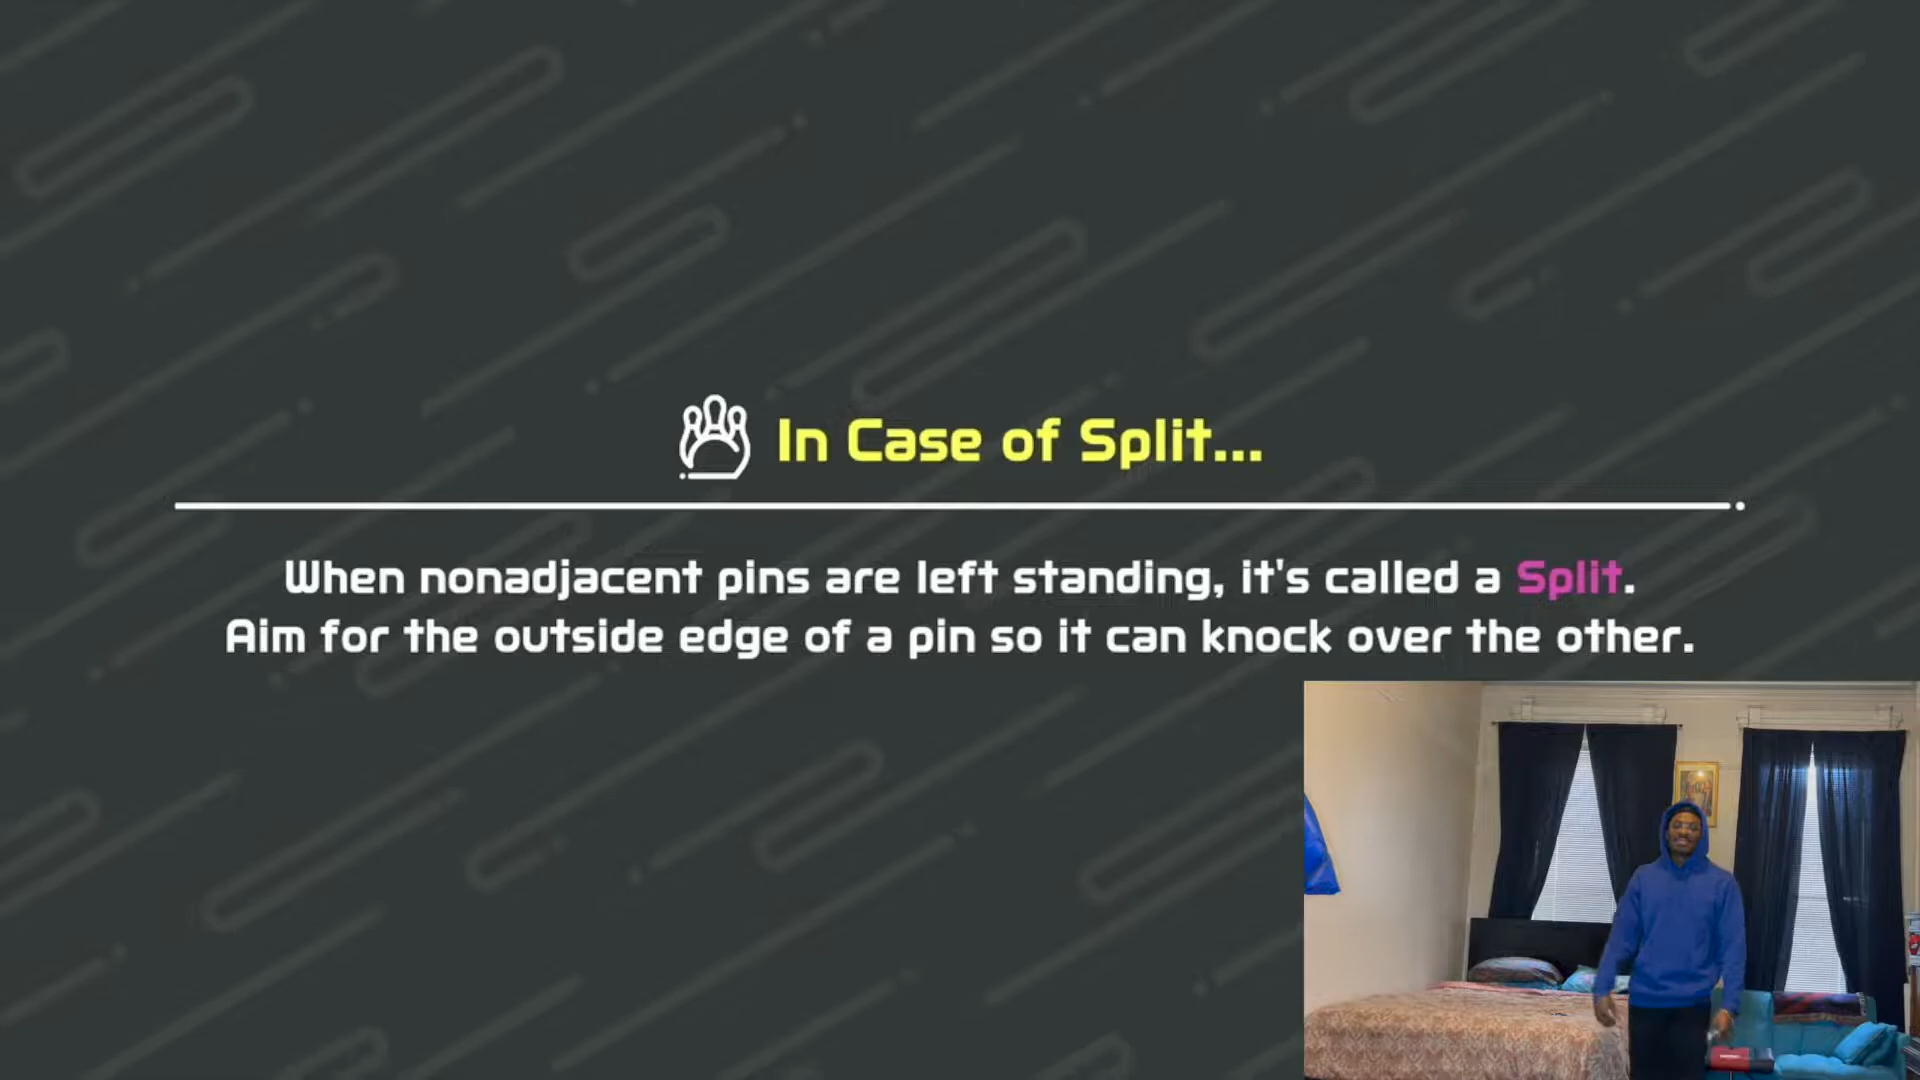 In Case of Split...
When nonadjacent pins are left standing, it's called a Split.
Aim for the outside edge of a pin so it can knock over the other.